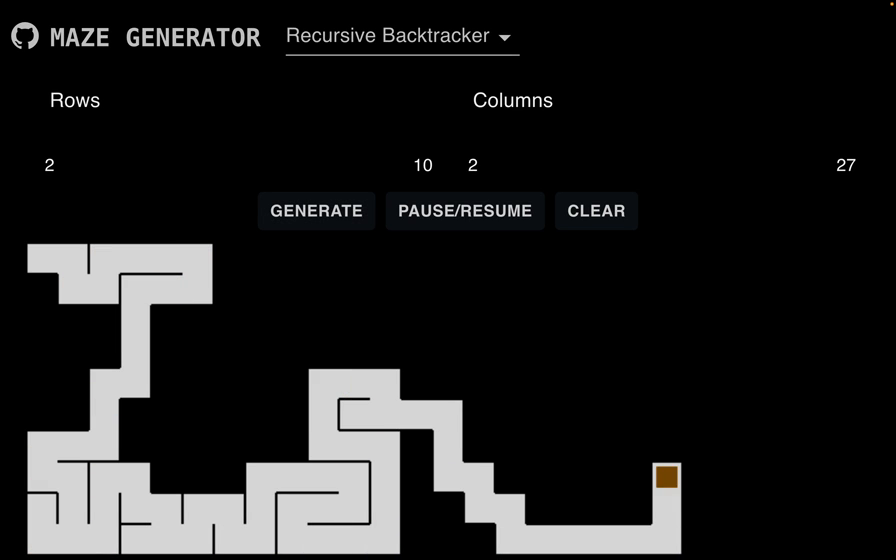 MAZE GENERATOR Recursive Backtracker
Rows Columns
2 10 2 27
GENERATE PAUSE/RESUME CLEAR